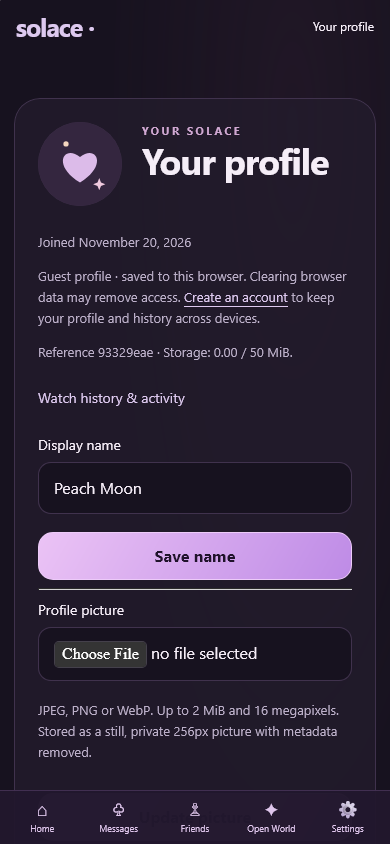 solace ·
Your profile
YOUR SOLACE
Your profile
Joined November 20, 2026
Guest profile · saved to this browser. Clearing browser
data may remove access. Create an account to keep
your profile and history across devices.
Reference 93329eae · Storage: 0.00 / 50 MiB.
Watch history & activity
Display name
Peach Moon
Save name
Profile picture
Choose File no file selected
JPEG, PNG or WebP. Up to 2 MiB and 16 megapixels.
Stored as a still, private 256px picture with metadata
removed.
Home
Messages
Friends
Open World
Settings